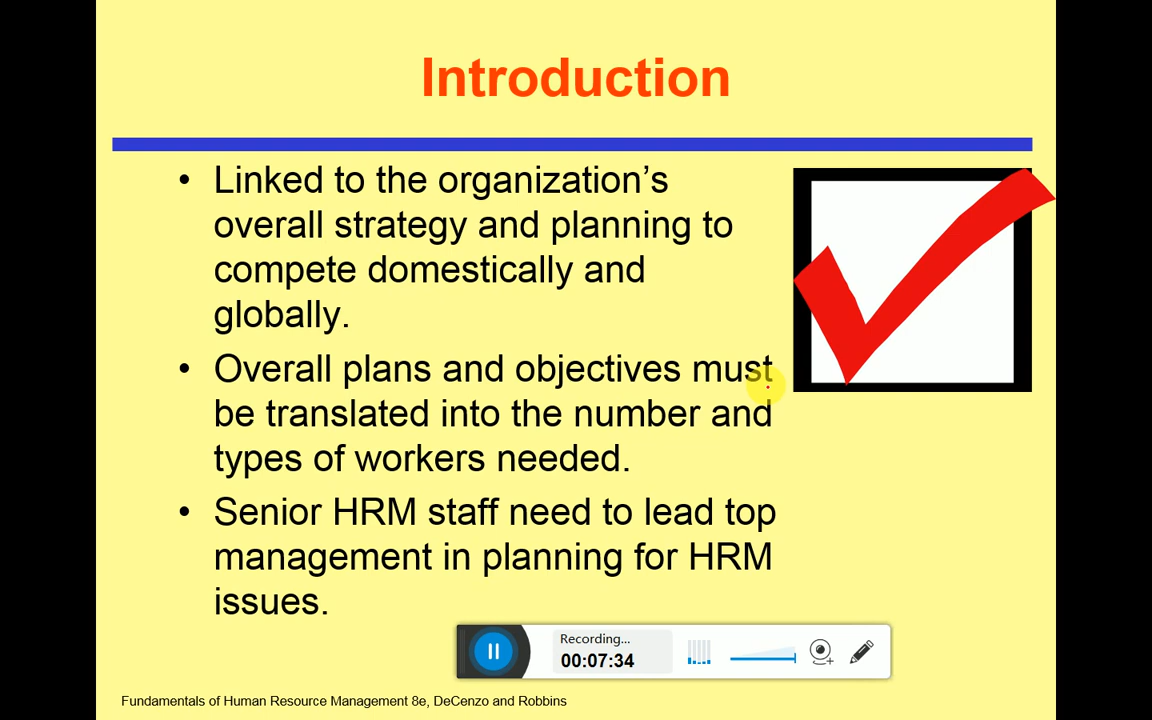 Introduction
• Linked to the organization’s
overall strategy and planning to
compete domestically and
globally.
• Overall plans and objectives must
be translated into the number and
types of workers needed.
• Senior HRM staff need to lead top
management in planning for HRM
issues.
Recording...
00:07:34
Fundamentals of Human Resource Management 8e, DeCenzo and Robbins